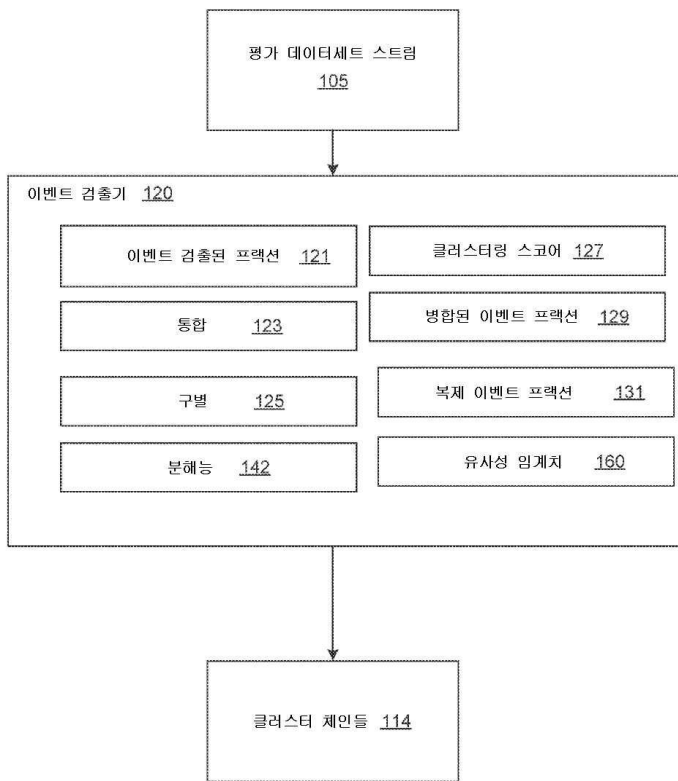 평가 데이터세트 스트림
105
이벤트 검출기 120
이벤트 검출된 프랙션 121
통합 123
구별 125
분해능 142
클러스터링 스코어 127
병합된 이벤트 프랙션 129
복제 이벤트 프랙션 131
유사성 임계치 160
클러스터 체인들 114